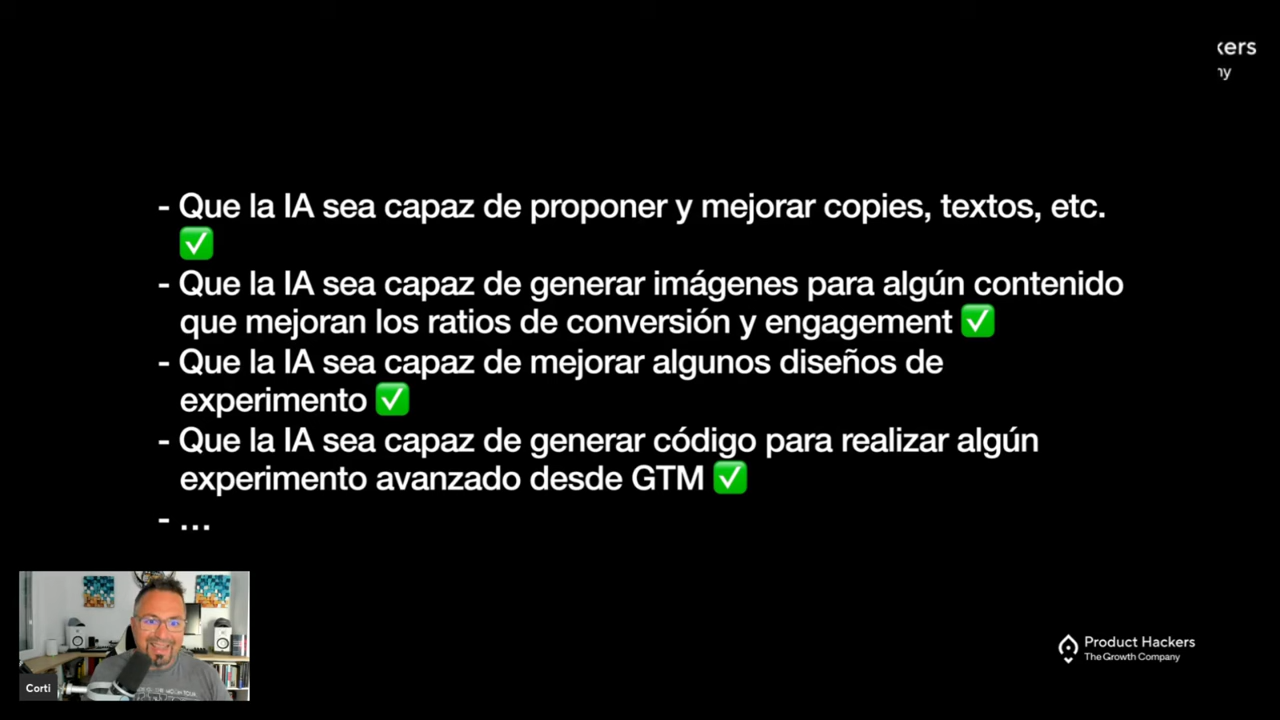 - Que la IA sea capaz de proponer y mejorar copies, textos, etc.
✅
- Que la IA sea capaz de generar imágenes para algún contenido
que mejoran los ratios de conversión y engagement ✅
- Que la IA sea capaz de mejorar algunos diseños de
experimento ✅
- Que la IA sea capaz de generar código para realizar algún
experimento avanzado desde GTM ✅
- ...
Product Hackers
The Growth Company
Corti